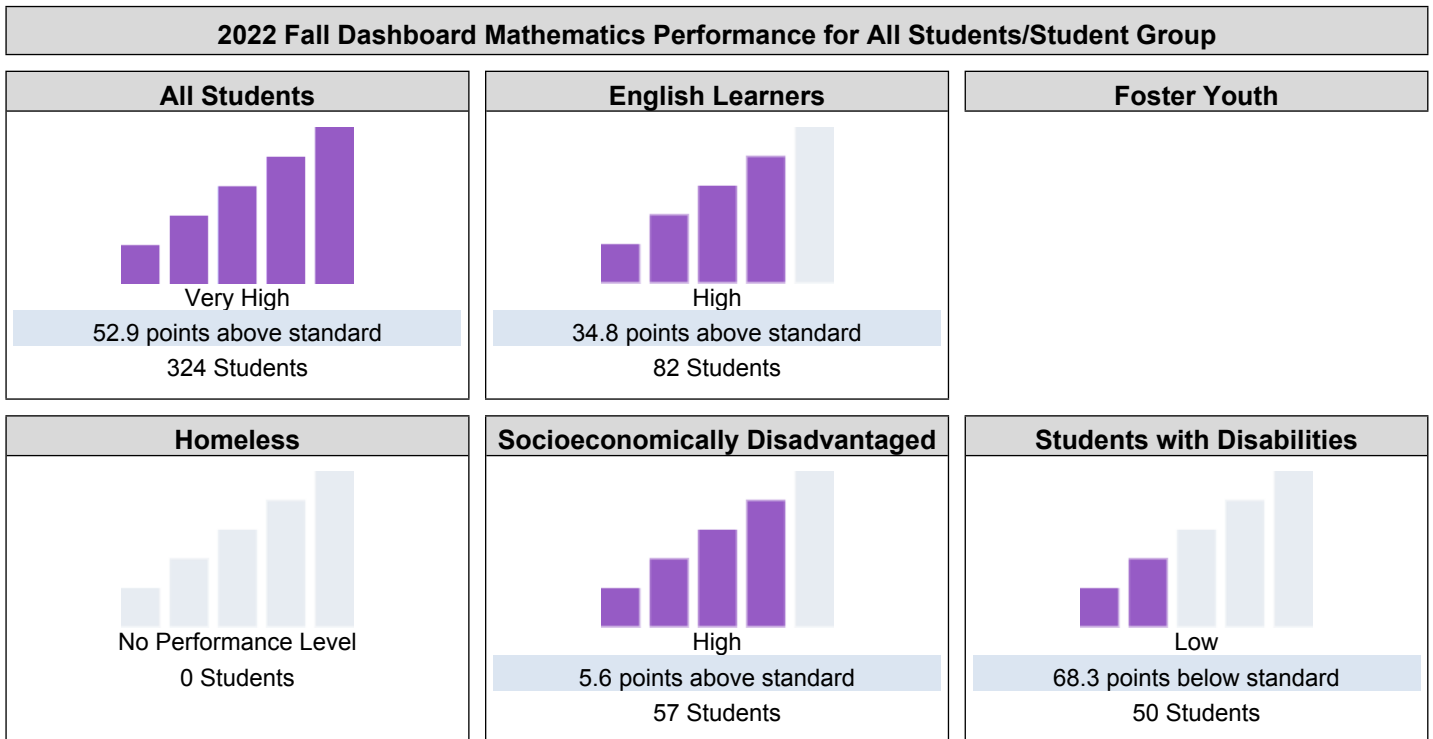 2022 Fall Dashboard Mathematics Performance for All Students/Student Group
All Students
Very High
52.9 points above standard
324 Students
English Learners
High
34.8 points above standard
82 Students
Foster Youth
Homeless
No Performance Level
0 Students
Socioeconomically Disadvantaged
High
5.6 points above standard
57 Students
Students with Disabilities
Low
68.3 points below standard
50 Students